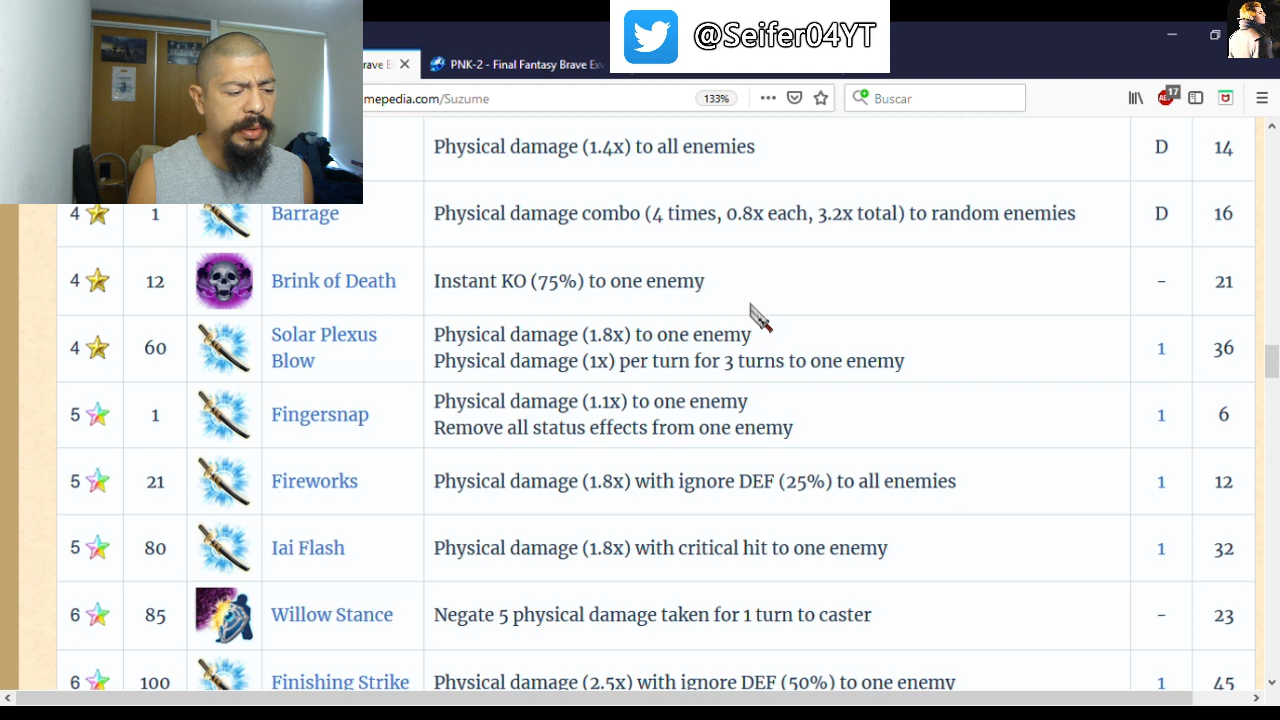 @Seifer04YT
rave E
PNK-2 - Final Fantasy Brave Ex
mepedia.com/Suzume
133%
Buscar
17
Physical damage (1.4x) to all enemies D 14
4 1 Barrage Physical damage combo (4 times, 0.8x each, 3.2x total) to random enemies D 16
4 12 Brink of Death Instant KO (75%) to one enemy - 21
4 60 Solar Plexus Blow Physical damage (1.8x) to one enemy
Physical damage (1x) per turn for 3 turns to one enemy 1 36
5 1 Fingersnap Physical damage (1.1x) to one enemy
Remove all status effects from one enemy 1 6
5 21 Fireworks Physical damage (1.8x) with ignore DEF (25%) to all enemies 1 12
5 80 Iai Flash Physical damage (1.8x) with critical hit to one enemy 1 32
6 85 Willow Stance Negate 5 physical damage taken for 1 turn to caster - 23
6 100 Finishing Strike Physical damage (2.5x) with ignore DEF (50%) to one enemy 1 45